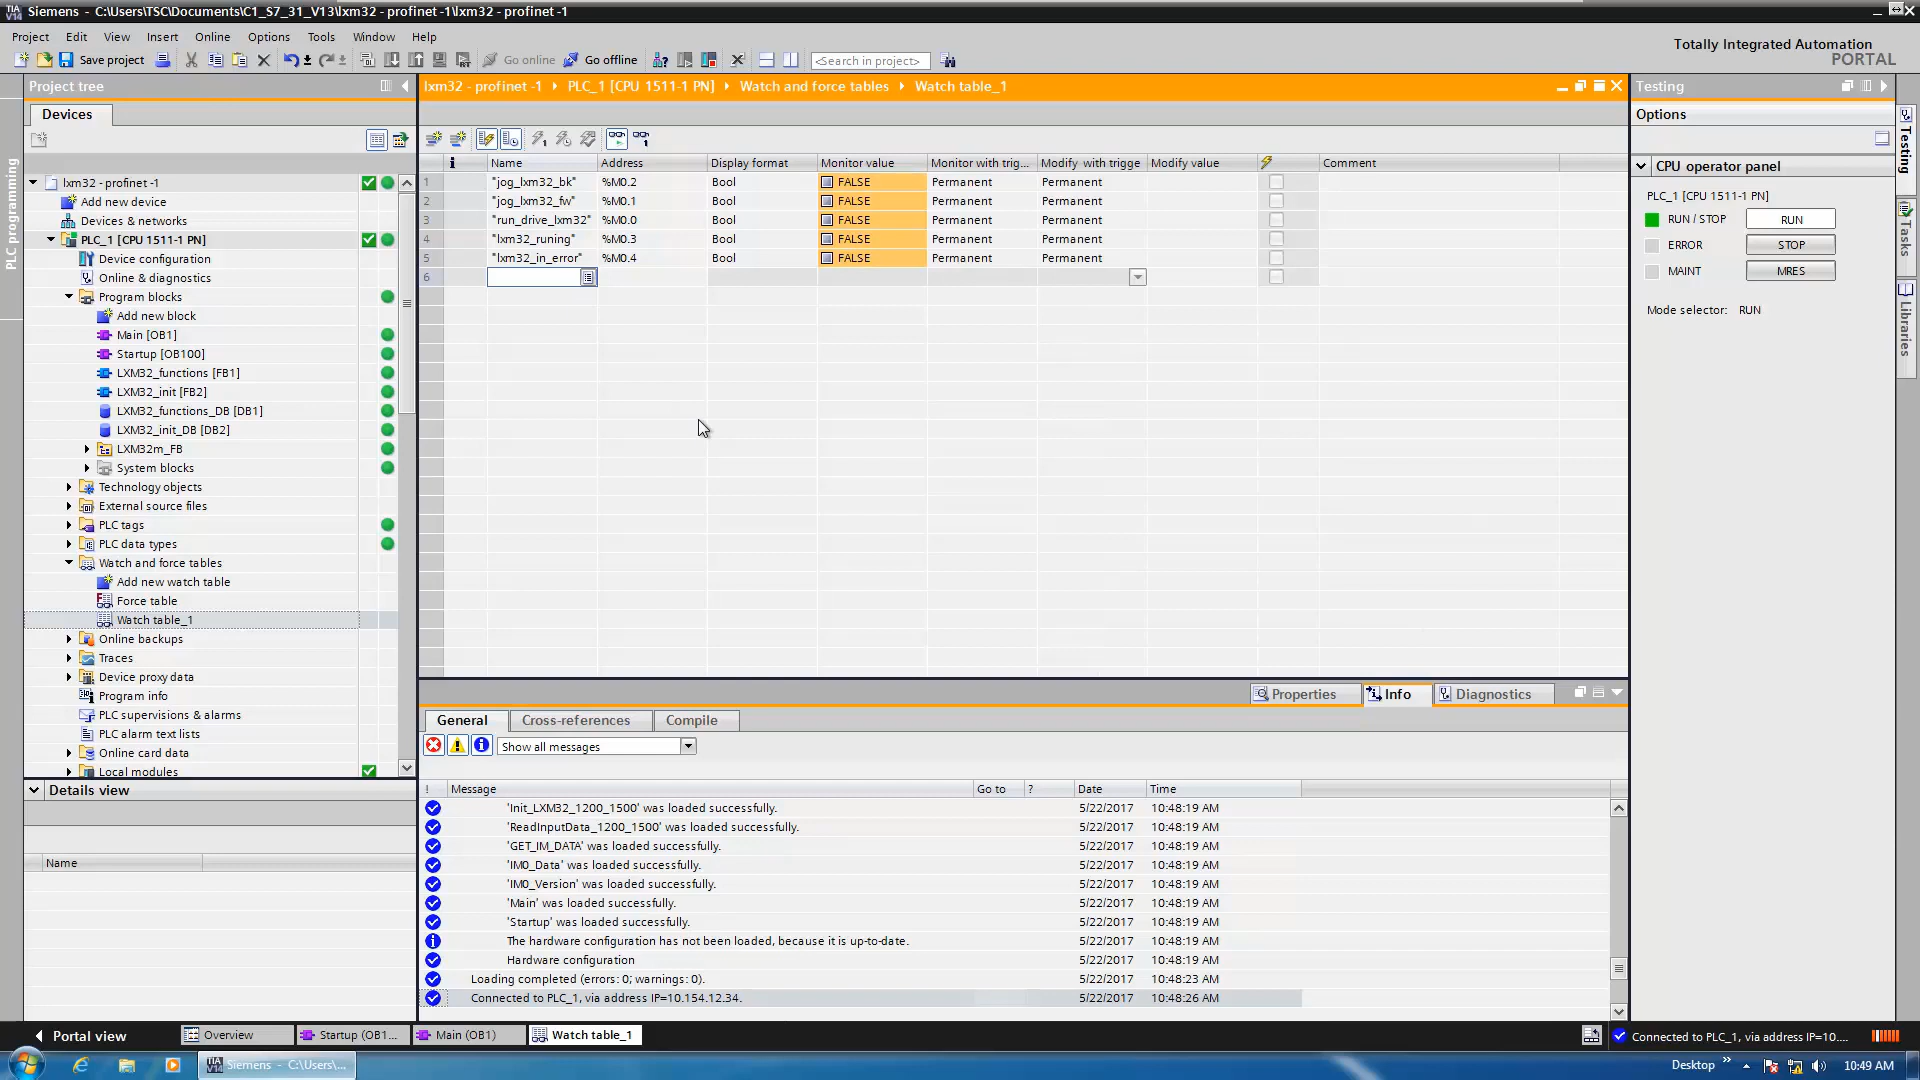 Siemens - C:\Users\TSC\Documents\C1_S7_31_V13\lxm32 - profinet -1\lxm32 - profinet -1
Project Edit View Insert Online Options Tools Window Help
Totally Integrated Automation
PORTAL
Save project Go online Go offline <Search in project>
Project tree
lxm32 - profinet -1 PLC_1 [CPU 1511-1 PN] Watch and force tables Watch table_1
Testing
Devices
Options
Name Address Display format Monitor value Monitor with trig... Modify with trigge Modify value Comment
1 "jog_lxm32_bk" %M0.2 Bool FALSE Permanent Permanent
2 "jog_lxm32_fw" %M0.1 Bool FALSE Permanent Permanent
3 "run_drive_lxm32" %M0.0 Bool FALSE Permanent Permanent
4 "lxm32_runing" %M0.3 Bool FALSE Permanent Permanent
5 "lxm32_in_error" %M0.4 Bool FALSE Permanent Permanent
6
CPU operator panel
PLC_1 [CPU 1511-1 PN]
RUN / STOP RUN
ERROR STOP
MAINT MRES
Mode selector: RUN
PLC programming
Testing
Tasks
Libraries
lxm32 - profinet -1
Add new device
Devices & networks
PLC_1 [CPU 1511-1 PN]
Device configuration
Online & diagnostics
Program blocks
Add new block
Main [OB1]
Startup [OB100]
LXM32_functions [FB1]
LXM32_init [FB2]
LXM32_functions_DB [DB1]
LXM32_init_DB [DB2]
LXM32m_FB
System blocks
Technology objects
External source files
PLC tags
PLC data types
Watch and force tables
Add new watch table
Force table
Watch table_1
Online backups
Traces
Device proxy data
Program info
PLC supervisions & alarms
PLC alarm text lists
Online card data
Local modules
Details view
Name
Properties Info Diagnostics
General Cross-references Compile
Show all messages
! Message Go to ? Date Time
'Init_LXM32_1200_1500' was loaded successfully. 5/22/2017 10:48:19 AM
'ReadInputData_1200_1500' was loaded successfully. 5/22/2017 10:48:19 AM
'GET_IM_DATA' was loaded successfully. 5/22/2017 10:48:19 AM
'IM0_Data' was loaded successfully. 5/22/2017 10:48:19 AM
'IM0_Version' was loaded successfully. 5/22/2017 10:48:19 AM
'Main' was loaded successfully. 5/22/2017 10:48:19 AM
'Startup' was loaded successfully. 5/22/2017 10:48:19 AM
The hardware configuration has not been loaded, because it is up-to-date. 5/22/2017 10:48:19 AM
Hardware configuration 5/22/2017 10:48:19 AM
Loading completed (errors: 0; warnings: 0). 5/22/2017 10:48:23 AM
Connected to PLC_1, via address IP=10.154.12.34. 5/22/2017 10:48:26 AM
Portal view Overview Startup (OB1... Main (OB1) Watch table_1 Connected to PLC_1, via address IP=10....
Siemens - C:\Users\... Desktop 10:49 AM